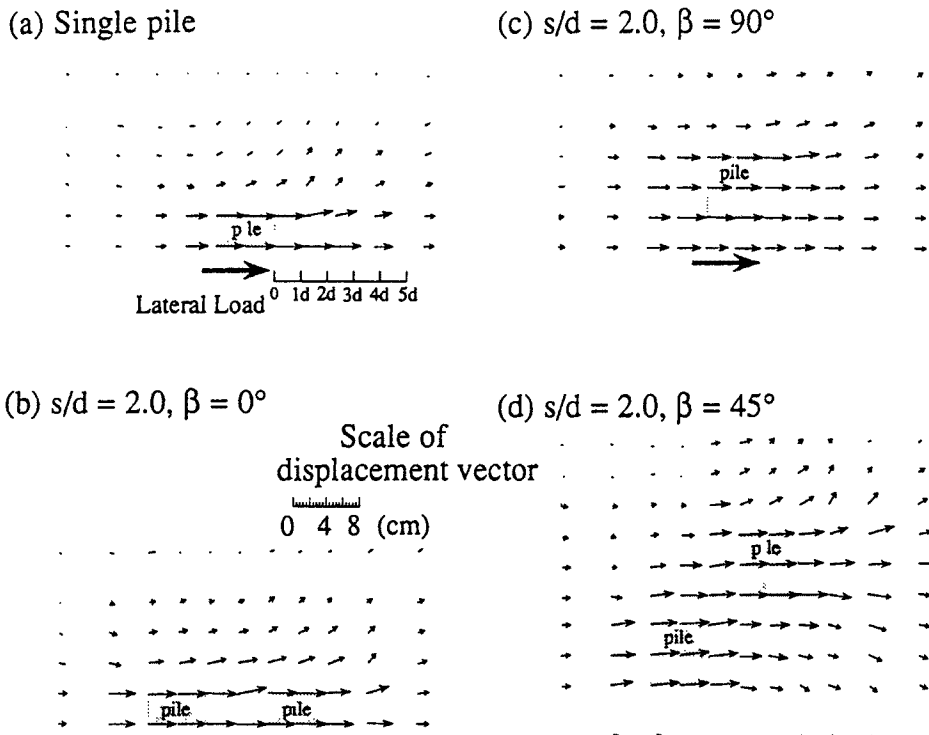 (a) Single pile
p le
Lateral Load
0 1d 2d 3d 4d 5d
(c) s/d = 2.0, β = 90°
pile
(b) s/d = 2.0, β = 0°
Scale of
displacement vector
0 4 8 (cm)
pile pile
(d) s/d = 2.0, β = 45°
p le
pile